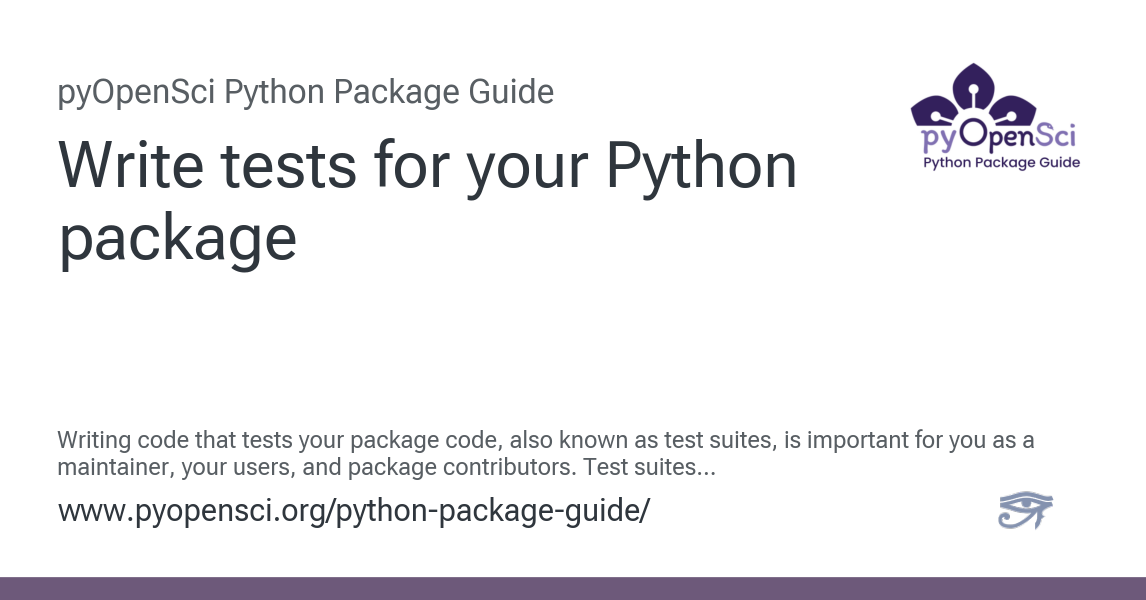 pyOpenSci Python Package Guide
Write tests for your Python
package
pyOpenSci
Python Package Guide
Writing code that tests your package code, also known as test suites, is important for you as a
maintainer, your users, and package contributors. Test suites...
www.pyopensci.org/python-package-guide/